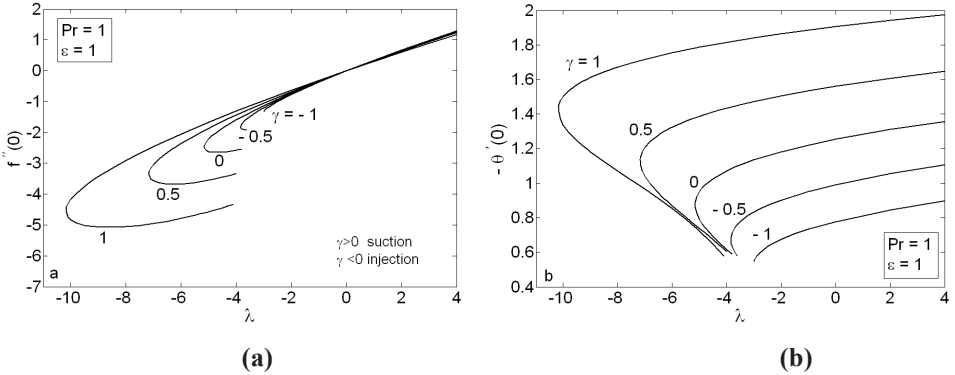 a
b
2
1
0
-1
-2
-3
-4
-5
-6
-7
Pr = 1
ε = 1
γ = - 1
- 0.5
0
0.5
1
γ>0 suction
γ <0 injection
a
f ″(0)
-10 -8 -6 -4 -2 0 2 4
λ
2
1.8
1.6
1.4
1.2
1
0.8
0.6
0.4
γ = 1
0.5
0
- 0.5
- 1
Pr = 1
ε = 1
b
- θ ′(0)
-10 -8 -6 -4 -2 0 2 4
λ
(a)
(b)